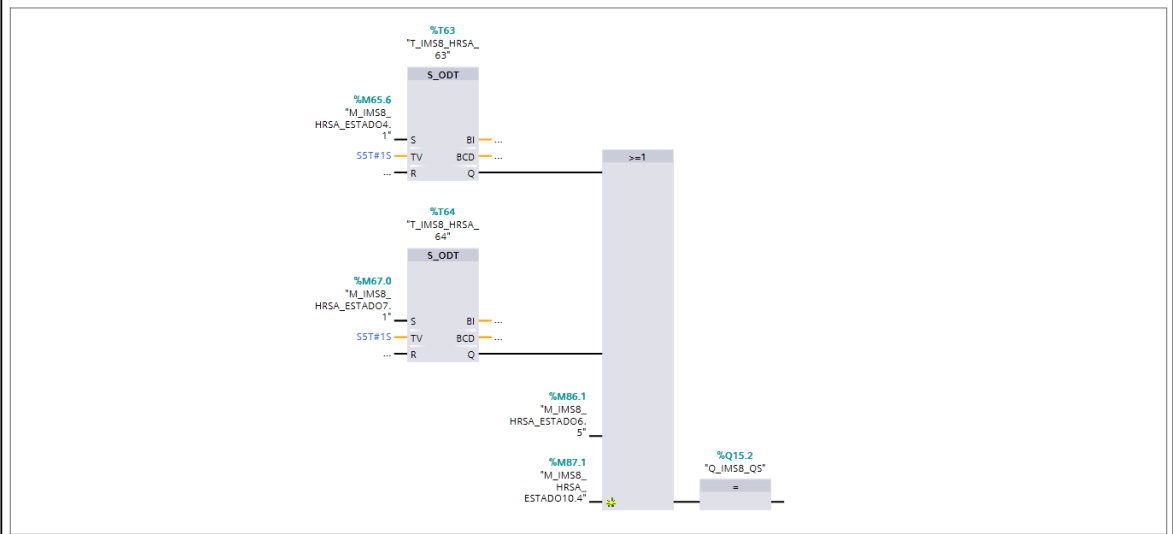 %T63
"T_IMS8_HRSA_
63"
S_ODT
%M65.6
"M_IMS8_
HRSA_ESTADO4.
1"
S
BI
...
S5T#1S
TV
BCD
...
...
R
Q
>=1
%T64
"T_IMS8_HRSA_
64"
S_ODT
%M67.0
"M_IMS8_
HRSA_ESTADO7.
1"
S
BI
...
S5T#1S
TV
BCD
...
...
R
Q
%M86.1
"M_IMS8_
HRSA_ESTADO6.
5"
%M87.1
"M_IMS8_
HRSA_
ESTADO10.4"
%Q15.2
"Q_IMS8_QS"
=